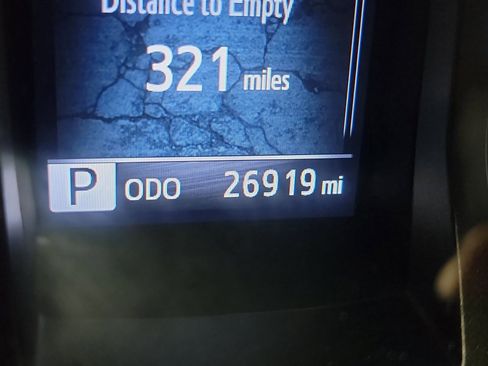 Distance to Empty
321 miles
P ODO 26919 mi